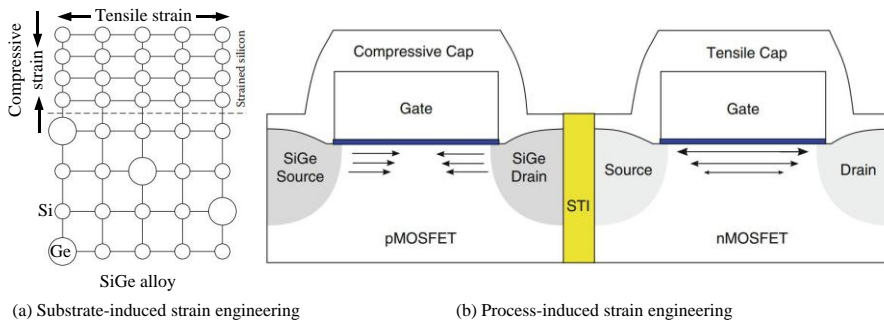 Tensile strain
Compressive
strain
Strained silicon
Si
Ge
SiGe alloy
(a) Substrate-induced strain engineering
Compressive Cap
Gate
SiGe
Source
SiGe
Drain
pMOSFET
STI
Tensile Cap
Gate
Source
Drain
nMOSFET
(b) Process-induced strain engineering